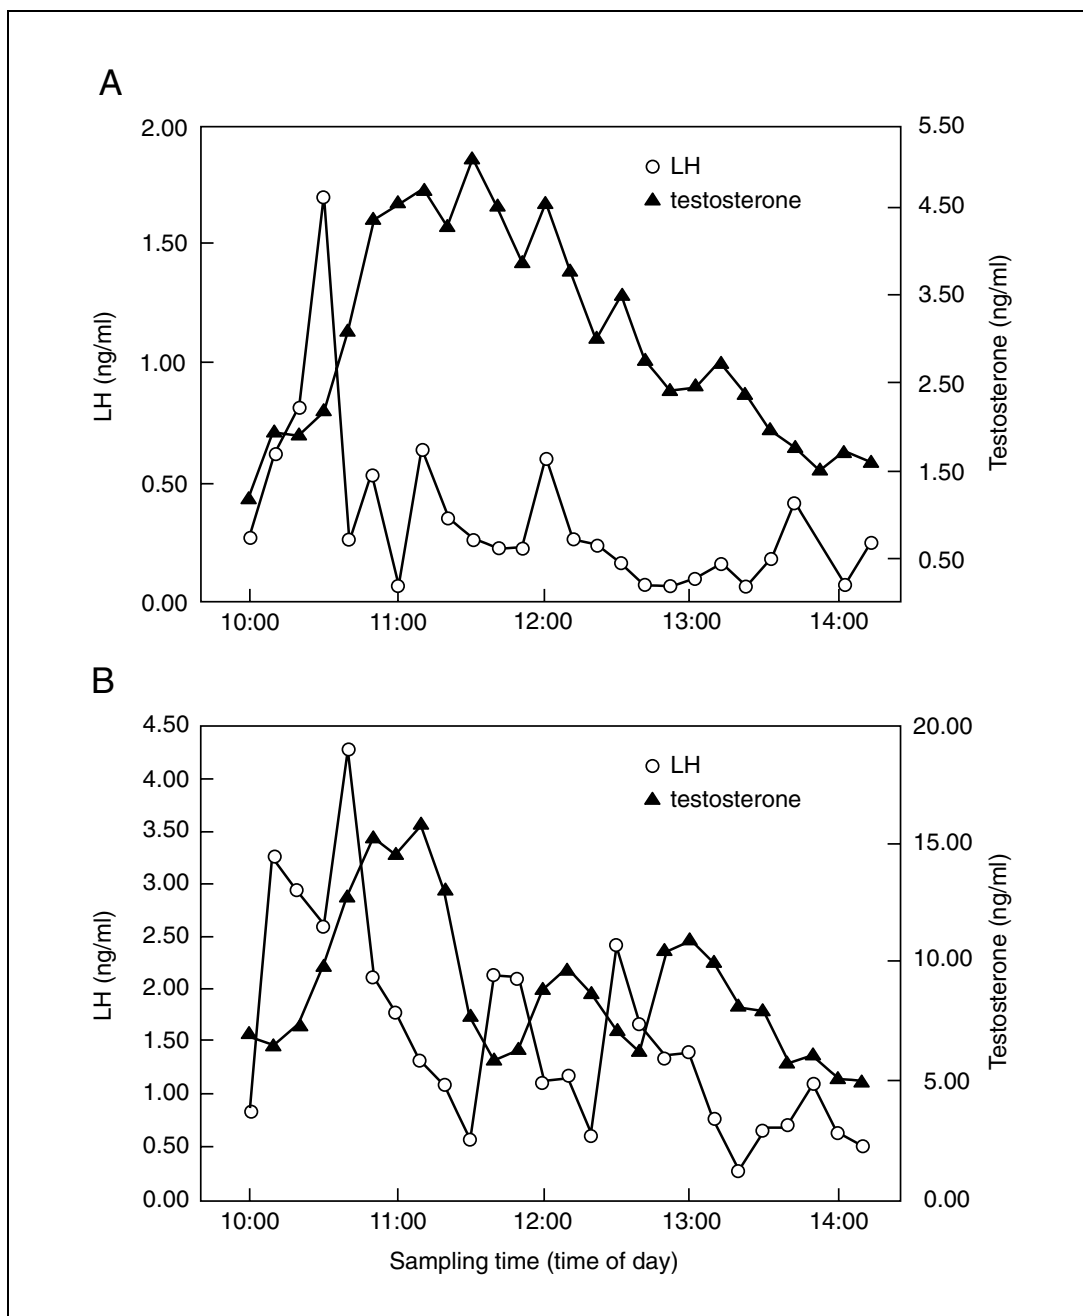 A
2.00
1.50
1.00
0.50
0.00
LH (ng/ml)
5.50
4.50
3.50
2.50
1.50
0.50
Testosterone (ng/ml)
LH
testosterone
10:00 11:00 12:00 13:00 14:00
B
4.50
4.00
3.50
3.00
2.50
2.00
1.50
1.00
0.50
0.00
LH (ng/ml)
20.00
15.00
10.00
5.00
0.00
Testosterone (ng/ml)
LH
testosterone
10:00 11:00 12:00 13:00 14:00
Sampling time (time of day)